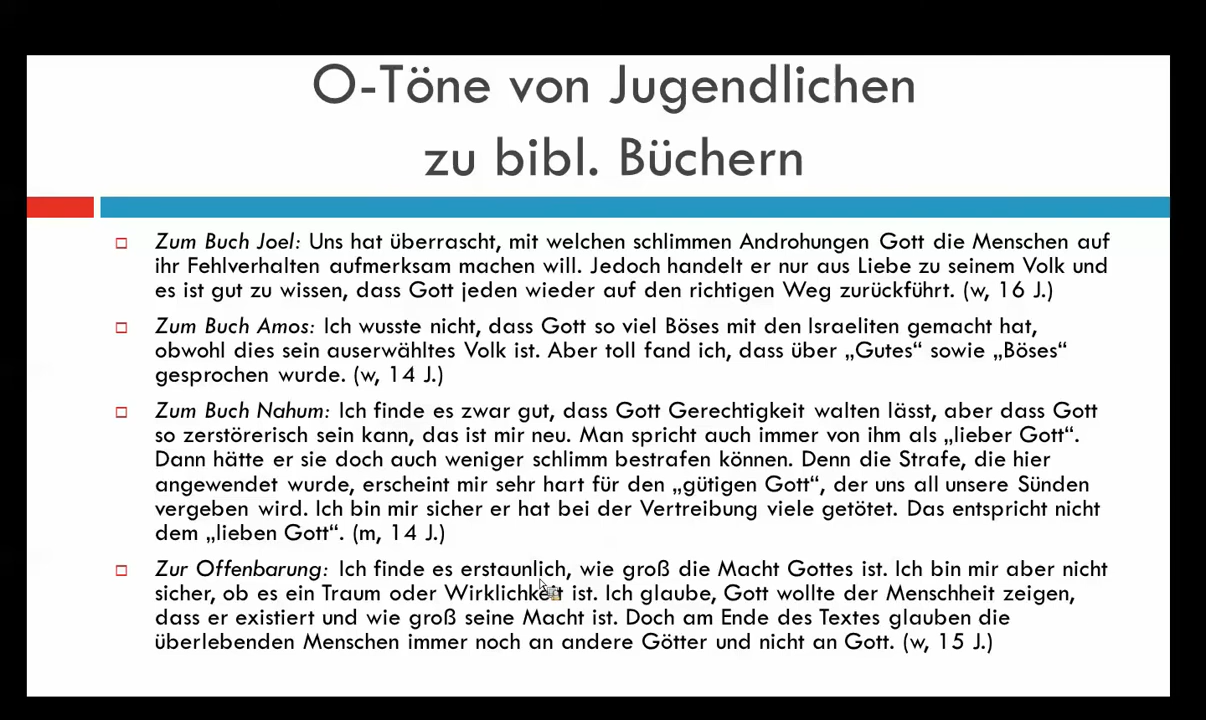 O-Töne von Jugendlichen
zu bibl. Büchern
Zum Buch Joel: Uns hat überrascht, mit welchen schlimmen Androhungen Gott die Menschen auf
ihr Fehlverhalten aufmerksam machen will. Jedoch handelt er nur aus Liebe zu seinem Volk und
es ist gut zu wissen, dass Gott jeden wieder auf den richtigen Weg zurückführt. (w, 16 J.)
Zum Buch Amos: Ich wusste nicht, dass Gott so viel Böses mit den Israeliten gemacht hat,
obwohl dies sein auserwähltes Volk ist. Aber toll fand ich, dass über „Gutes“ sowie „Böses“
gesprochen wurde. (w, 14 J.)
Zum Buch Nahum: Ich finde es zwar gut, dass Gott Gerechtigkeit walten lässt, aber dass Gott
so zerstörerisch sein kann, das ist mir neu. Man spricht auch immer von ihm als „lieber Gott“.
Dann hätte er sie doch auch weniger schlimm bestrafen können. Denn die Strafe, die hier
angewendet wurde, erscheint mir sehr hart für den „gütigen Gott“, der uns all unsere Sünden
vergeben wird. Ich bin mir sicher er hat bei der Vertreibung viele getötet. Das entspricht nicht
dem „lieben Gott“. (m, 14 J.)
Zur Offenbarung: Ich finde es erstaunlich, wie groß die Macht Gottes ist. Ich bin mir aber nicht
sicher, ob es ein Traum oder Wirklichkeit ist. Ich glaube, Gott wollte der Menschheit zeigen,
dass er existiert und wie groß seine Macht ist. Doch am Ende des Textes glauben die
überlebenden Menschen immer noch an andere Götter und nicht an Gott. (w, 15 J.)